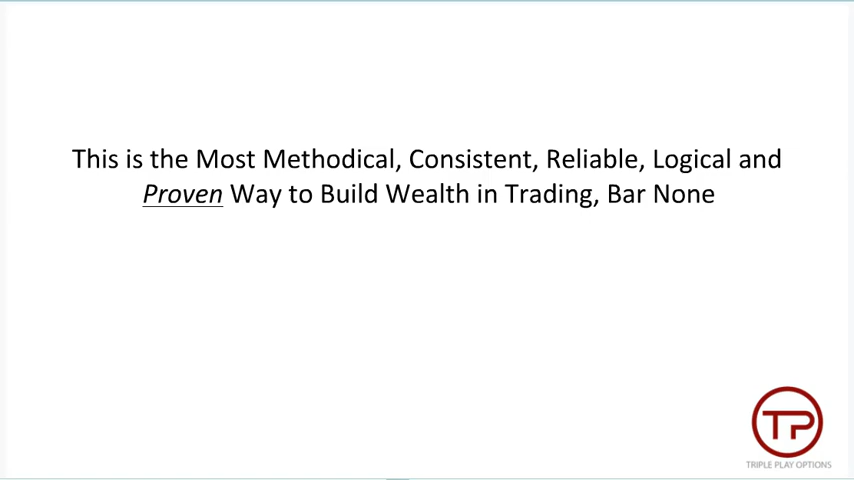 This is the Most Methodical, Consistent, Reliable, Logical and
Proven Way to Build Wealth in Trading, Bar None
TP
TRIPLE PLAY OPTIONS